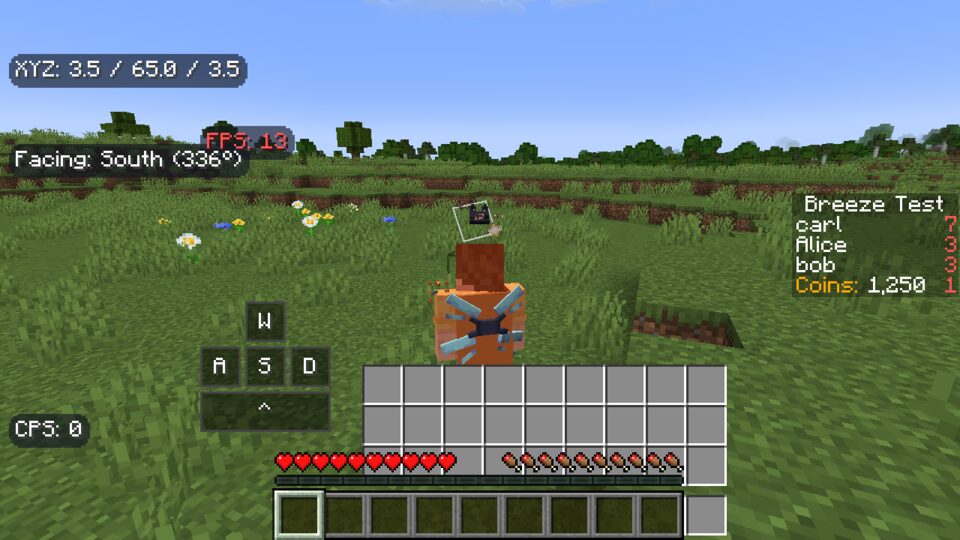 XYZ: 3.5 / 65.0 / 3.5
FPS: 13
Facing: South (336°)
Breeze Test
carl 7
Alice 3
bob 3
Coins: 1,250 1
W
A S D
^
CPS: 0